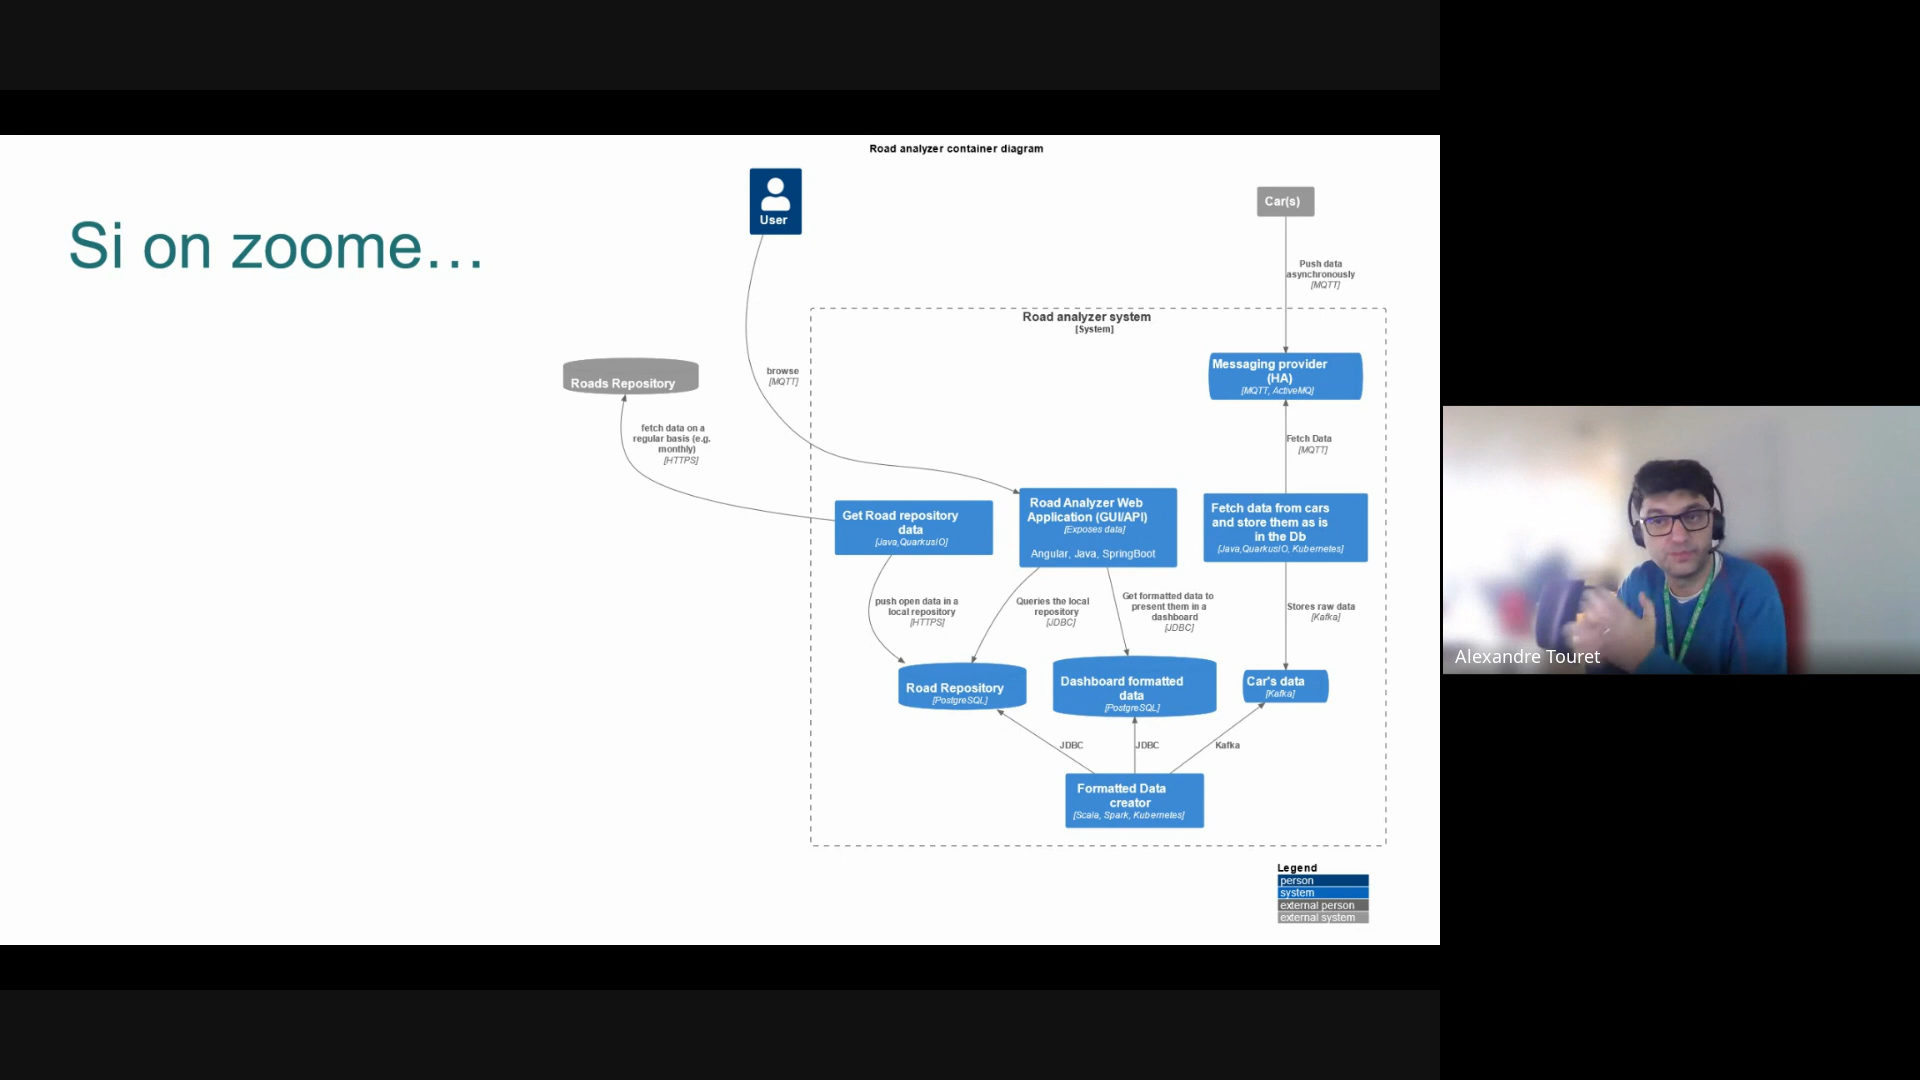 Road analyzer container diagram
Si on zoome…
User
Car(s)
Push data
asynchronously
[MQTT]
Road analyzer system
[System]
Roads Repository
browse
[MQTT]
Messaging provider
(HA)
[MQTT, ActiveMQ]
fetch data on a
regular basis (e.g.
monthly)
[HTTPS]
Fetch Data
[MQTT]
Get Road repository
data
[Java,QuarkusIO]
Road Analyzer Web
Application (GUI/API)
[Exposes data]
Angular, Java, SpringBoot
Fetch data from cars
and store them as is
in the Db
[Java,QuarkusIO, Kubernetes]
push open data in a
local repository
[HTTPS]
Queries the local
repository
[JDBC]
Get formatted data to
present them in a
dashboard
[JDBC]
Stores raw data
[Kafka]
Road Repository
[PostgreSQL]
Dashboard formatted
data
[PostgreSQL]
Car's data
[Kafka]
JDBC
JDBC
Kafka
Formatted Data
creator
[Scala, Spark, Kubernetes]
Legend
person
system
external person
external system
Alexandre Touret